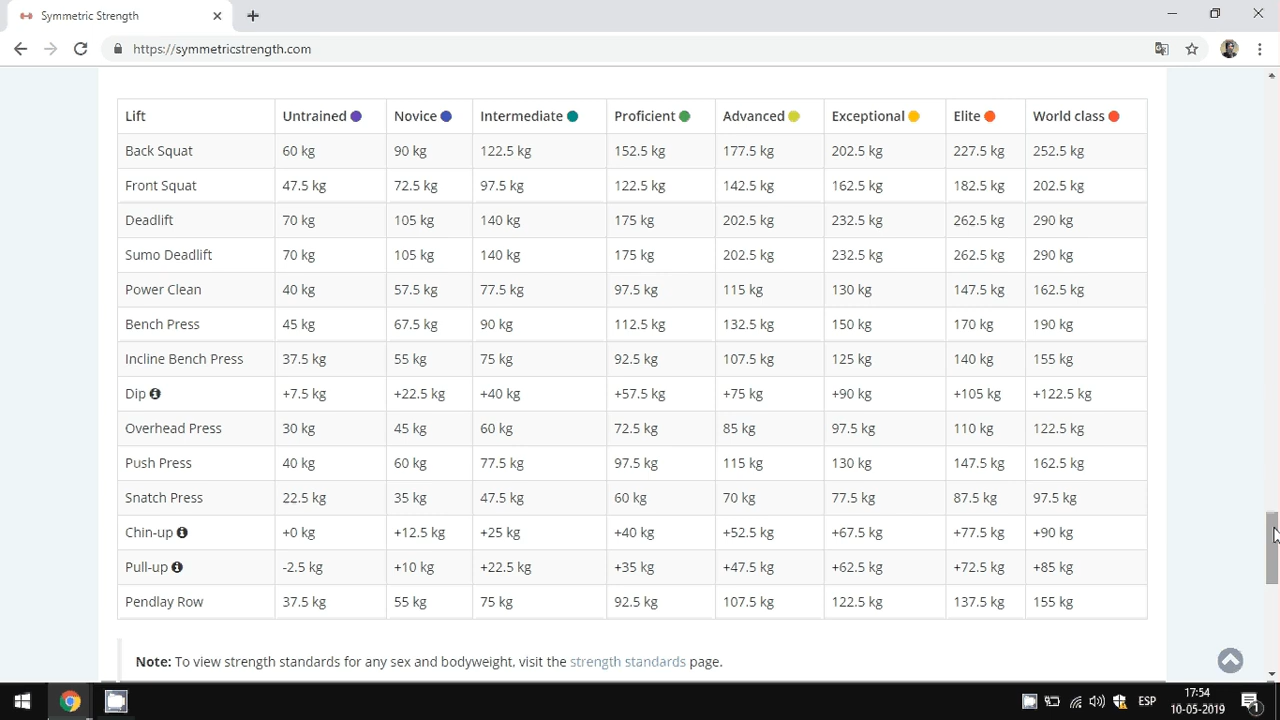 Symmetric Strength
https://symmetricstrength.com
Lift Untrained Novice Intermediate Proficient Advanced Exceptional Elite World class
Back Squat 60 kg 90 kg 122.5 kg 152.5 kg 177.5 kg 202.5 kg 227.5 kg 252.5 kg
Front Squat 47.5 kg 72.5 kg 97.5 kg 122.5 kg 142.5 kg 162.5 kg 182.5 kg 202.5 kg
Deadlift 70 kg 105 kg 140 kg 175 kg 202.5 kg 232.5 kg 262.5 kg 290 kg
Sumo Deadlift 70 kg 105 kg 140 kg 175 kg 202.5 kg 232.5 kg 262.5 kg 290 kg
Power Clean 40 kg 57.5 kg 77.5 kg 97.5 kg 115 kg 130 kg 147.5 kg 162.5 kg
Bench Press 45 kg 67.5 kg 90 kg 112.5 kg 132.5 kg 150 kg 170 kg 190 kg
Incline Bench Press 37.5 kg 55 kg 75 kg 92.5 kg 107.5 kg 125 kg 140 kg 155 kg
Dip +7.5 kg +22.5 kg +40 kg +57.5 kg +75 kg +90 kg +105 kg +122.5 kg
Overhead Press 30 kg 45 kg 60 kg 72.5 kg 85 kg 97.5 kg 110 kg 122.5 kg
Push Press 40 kg 60 kg 77.5 kg 97.5 kg 115 kg 130 kg 147.5 kg 162.5 kg
Snatch Press 22.5 kg 35 kg 47.5 kg 60 kg 70 kg 77.5 kg 87.5 kg 97.5 kg
Chin-up +0 kg +12.5 kg +25 kg +40 kg +52.5 kg +67.5 kg +77.5 kg +90 kg
Pull-up -2.5 kg +10 kg +22.5 kg +35 kg +47.5 kg +62.5 kg +72.5 kg +85 kg
Pendlay Row 37.5 kg 55 kg 75 kg 92.5 kg 107.5 kg 122.5 kg 137.5 kg 155 kg
Note: To view strength standards for any sex and bodyweight, visit the strength standards page.
ESP
17:54
10-05-2019
1